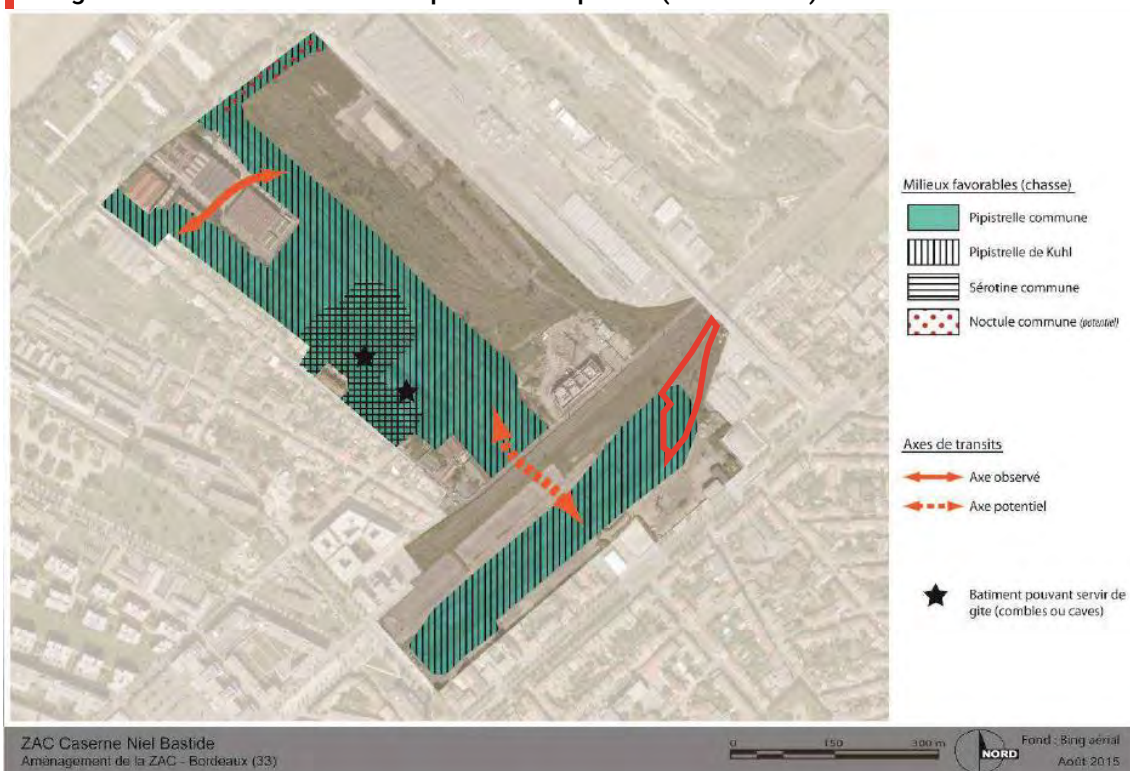 Milieux favorables (chasse)
Pipistrelle commune
Pipistrelle de Kuhl
Sérotine commune
Noctule commune (potentiel)
Axes de transits
Axe observé
Axe potentiel
Batiment pouvant servir de
gite (combles ou caves)
ZAC Caserne Niel Bastide
Aménagement de la ZAC - Bordeaux (33)
0 150 300 m
NORD
Fond : Bing aérial
Août 2015